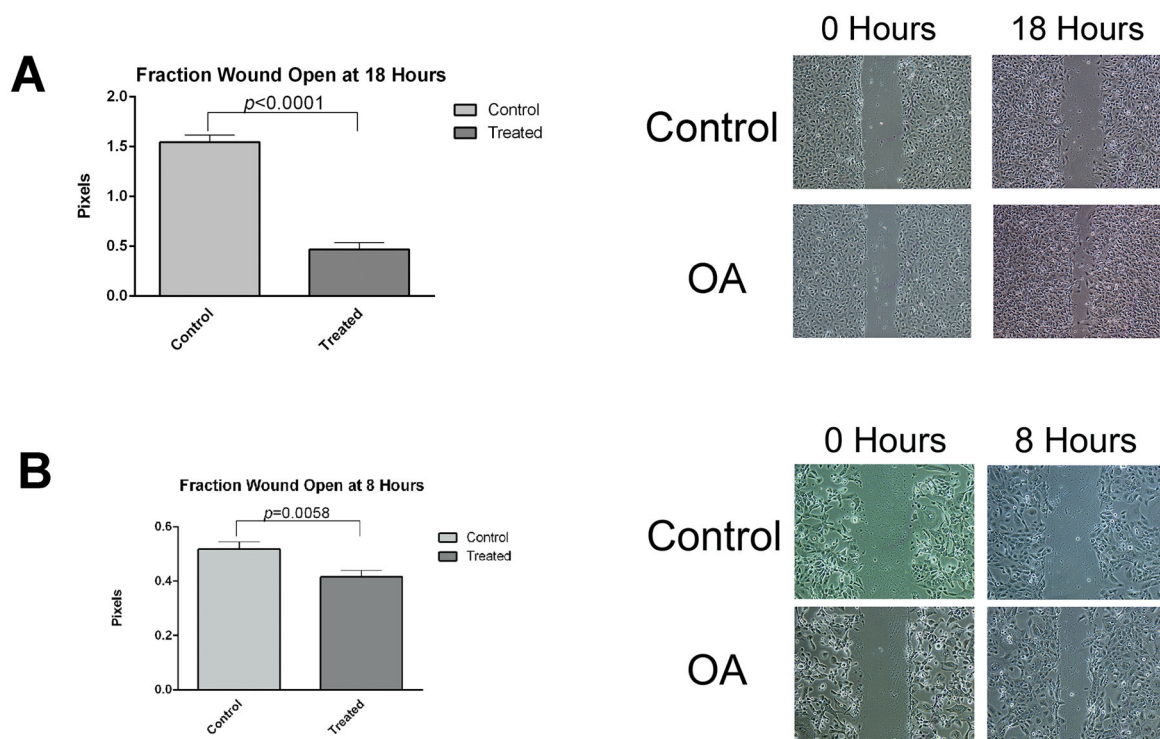 A
Fraction Wound Open at 18 Hours
p<0.0001
Control
Treated
2.0
1.5
1.0
0.5
0.0
Pixels
Control
Treated
0 Hours
18 Hours
Control
OA
B
Fraction Wound Open at 8 Hours
p=0.0058
Control
Treated
0.6
0.4
0.2
0.0
Pixels
Control
Treated
0 Hours
8 Hours
Control
OA